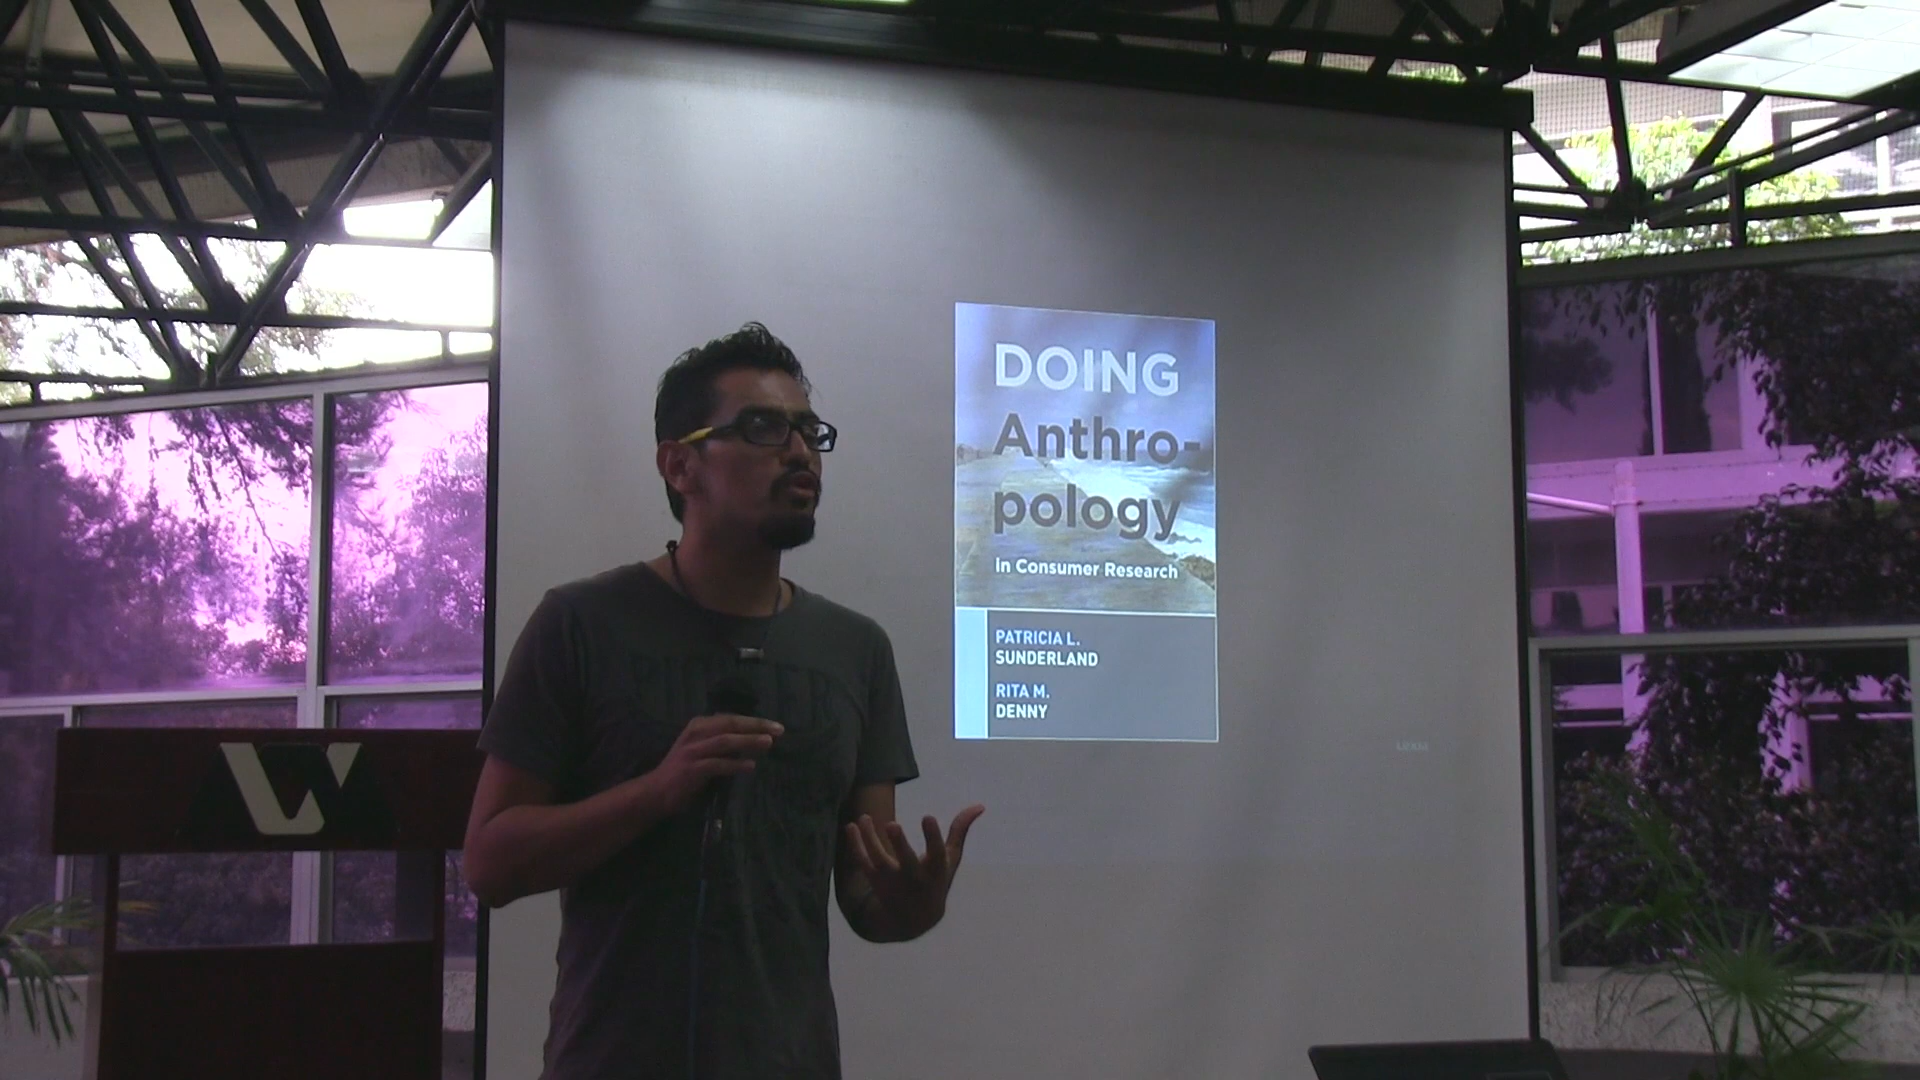 DOING
Anthro-
pology
in Consumer Research
PATRICIA L.
SUNDERLAND
RITA M.
DENNY